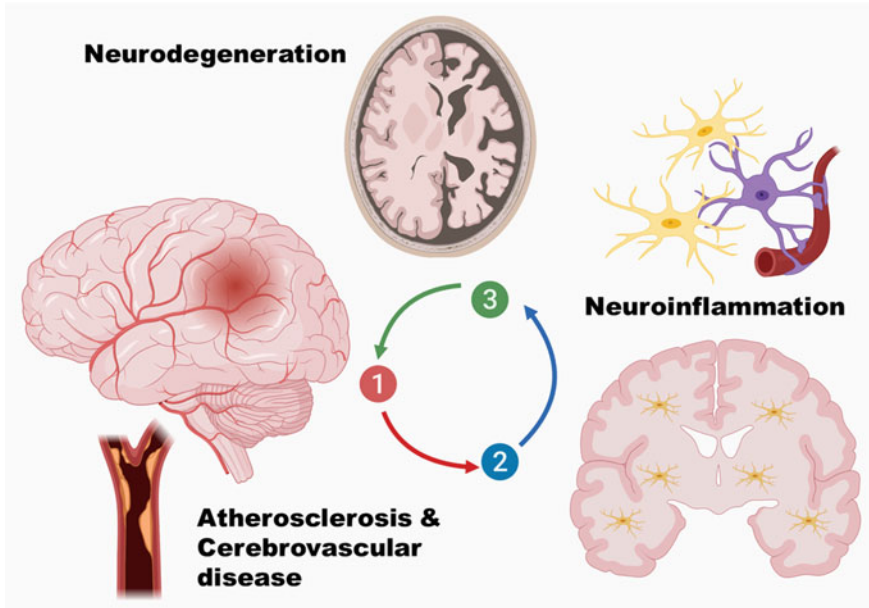 Neurodegeneration
Neuroinflammation
3
1
2
Atherosclerosis &
Cerebrovascular
disease